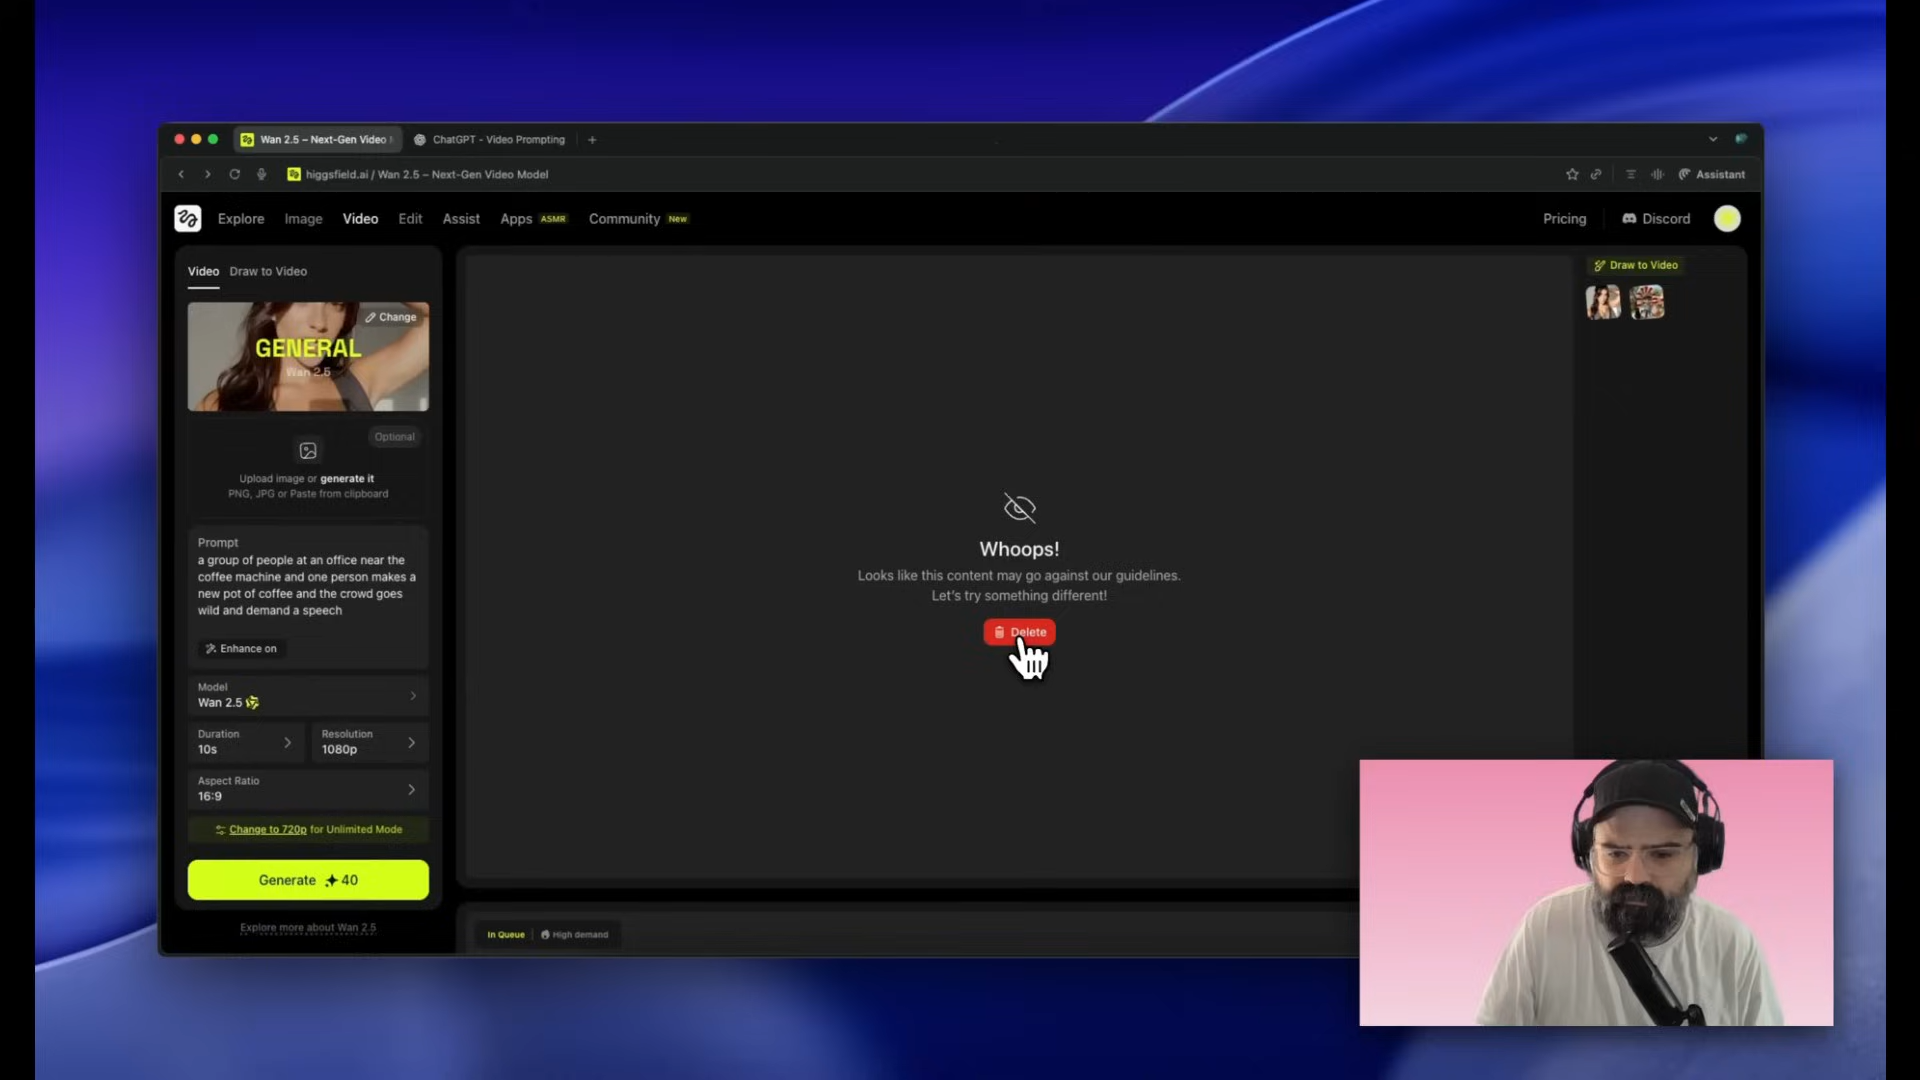 Wan 2.5 – Next-Gen Video
ChatGPT - Video Prompting
higgsfield.ai / Wan 2.5 – Next-Gen Video Model
Assistant
Explore
Image
Video
Edit
Assist
Apps ASMR
Community New
Pricing
Discord
Video
Draw to Video
Change
GENERAL
Wan 2.5
Optional
Upload image or generate it
PNG, JPG or Paste from clipboard
Prompt
a group of people at an office near the
coffee machine and one person makes a
new pot of coffee and the crowd goes
wild and demand a speech
Enhance on
Model
Wan 2.5
Duration
10s
Resolution
1080p
Aspect Ratio
16:9
Change to 720p for Unlimited Mode
Generate 40
Explore more about Wan 2.5
Whoops!
Looks like this content may go against our guidelines.
Let's try something different!
Delete
Draw to Video
In Queue
High demand